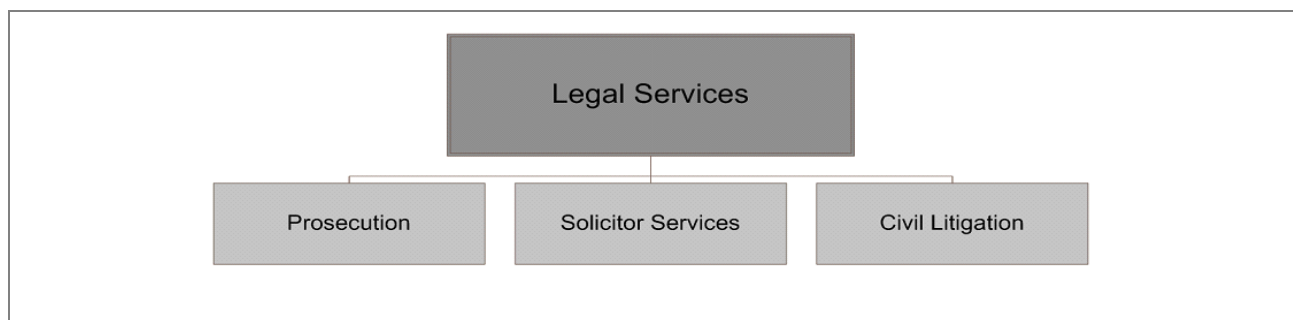 Legal Services
Prosecution
Solicitor Services
Civil Litigation